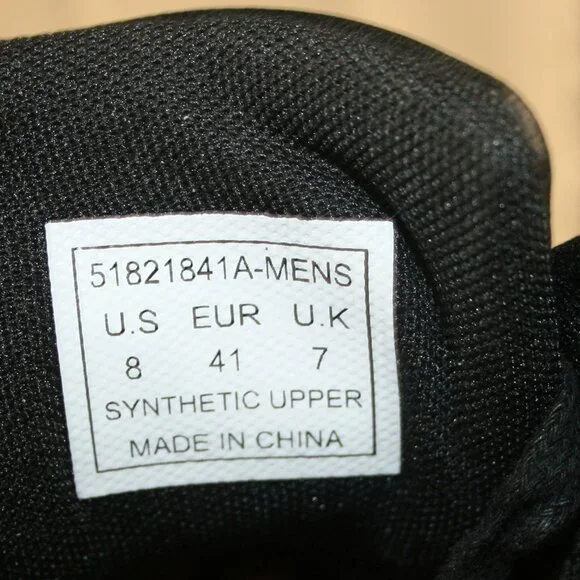 51821841A-MENS
U.S EUR U.K
8 41 7
SYNTHETIC UPPER
MADE IN CHINA